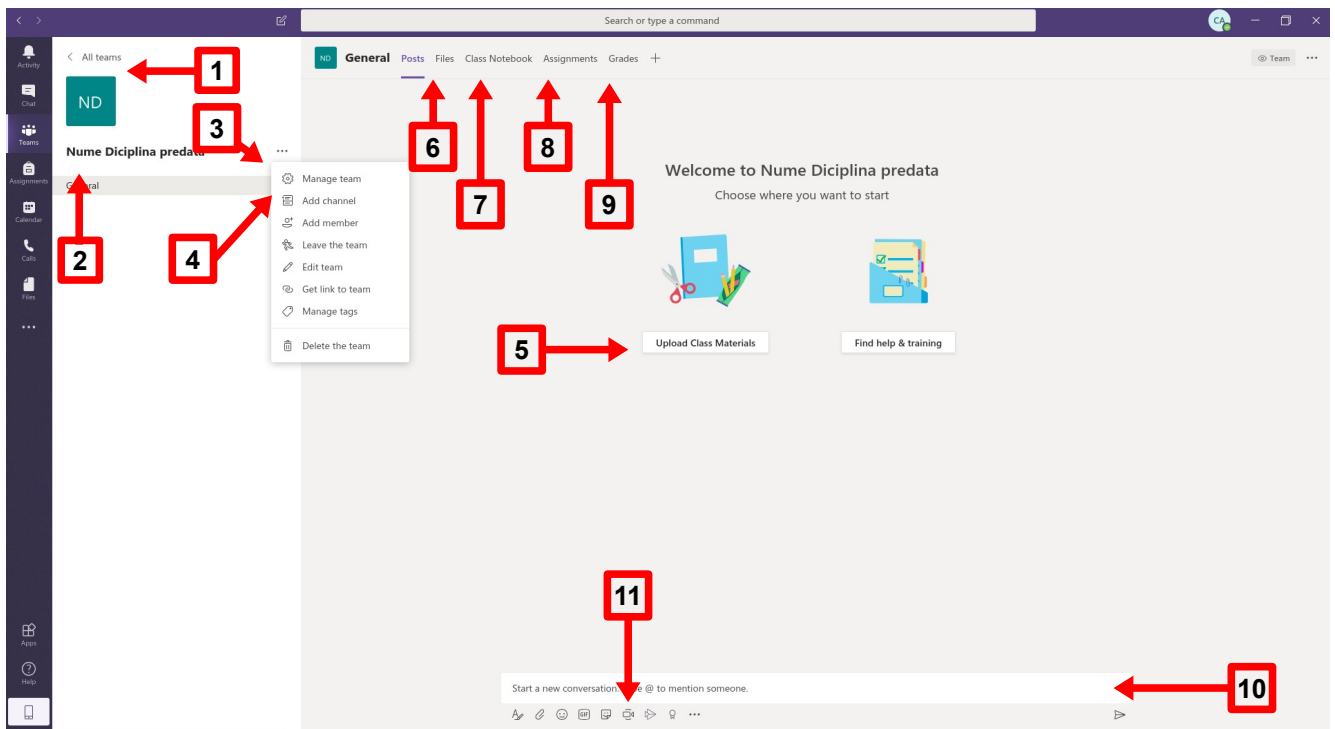 Search or type a command
CA
Activity
Chat
Teams
Assignments
Calendar
Calls
Files
Apps
Help
All teams
1
ND
3
Nume Diciplina predata
General
2
4
Manage team
Add channel
Add member
Leave the team
Edit team
Get link to team
Manage tags
Delete the team
ND General Posts Files Class Notebook Assignments Grades +
Team
6
8
7
9
Welcome to Nume Diciplina predata
Choose where you want to start
5
Upload Class Materials
Find help & training
11
Start a new conversation. @ to mention someone.
10
GIF